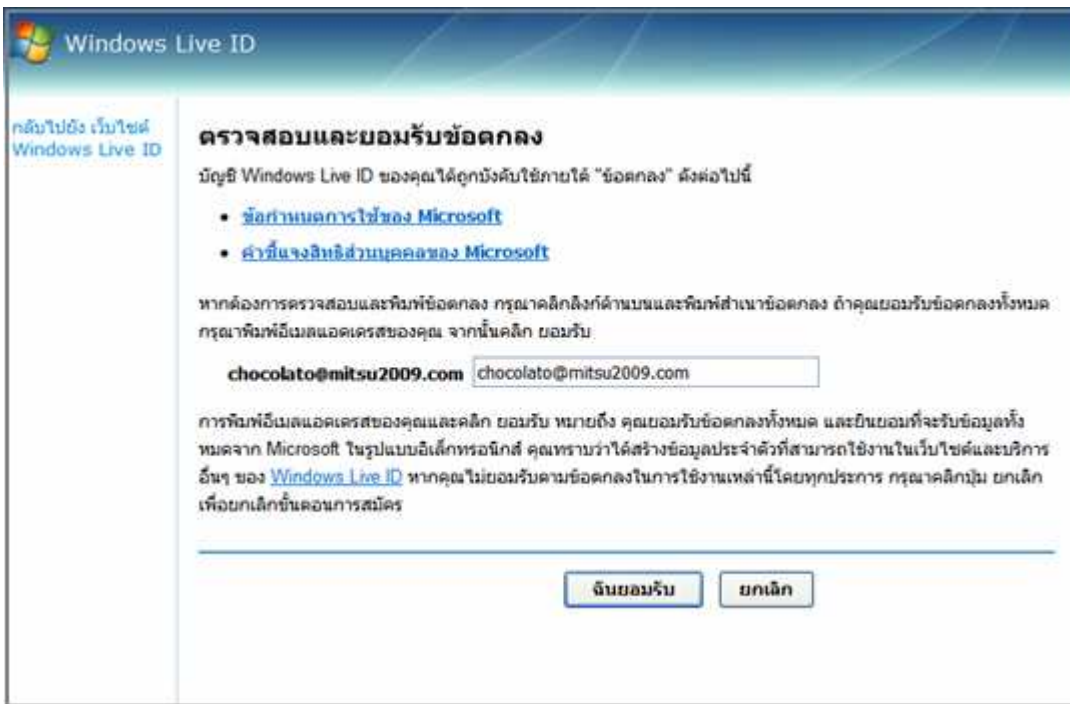 Windows Live ID
กลับไปยัง เว็บไซต์
Windows Live ID
ตรวจสอบและยอมรับข้อตกลง
บัญชี Windows Live ID ของคุณได้ถูกบังคับใช้ภายใต้ "ข้อตกลง" ดังต่อไปนี้
ข้อกำหนดการใช้ของ Microsoft
คำชี้แจงสิทธิส่วนบุคคลของ Microsoft
หากต้องการตรวจสอบและพิมพ์ข้อตกลง กรุณาคลิกลิงก์ด้านบนและพิมพ์สำเนาข้อตกลง ถ้าคุณยอมรับข้อตกลงทั้งหมด
กรุณาพิมพ์อีเมลแอดเดรสของคุณ จากนั้นคลิก ยอมรับ
chocolato@mitsu2009.com chocolato@mitsu2009.com
การพิมพ์อีเมลแอดเดรสของคุณและคลิก ยอมรับ หมายถึง คุณยอมรับข้อตกลงทั้งหมด และยินยอมที่จะรับข้อมูลทั้ง
หมดจาก Microsoft ในรูปแบบอิเล็กทรอนิกส์ คุณทราบว่าได้สร้างข้อมูลประจำตัวที่สามารถใช้งานในเว็บไซต์และบริการ
อื่นๆ ของ Windows Live ID หากคุณไม่ยอมรับตามข้อตกลงในการใช้งานเหล่านี้โดยทุกประการ กรุณาคลิกปุ่ม ยกเลิก
เพื่อยกเลิกขั้นตอนการสมัคร
ฉันยอมรับ ยกเลิก